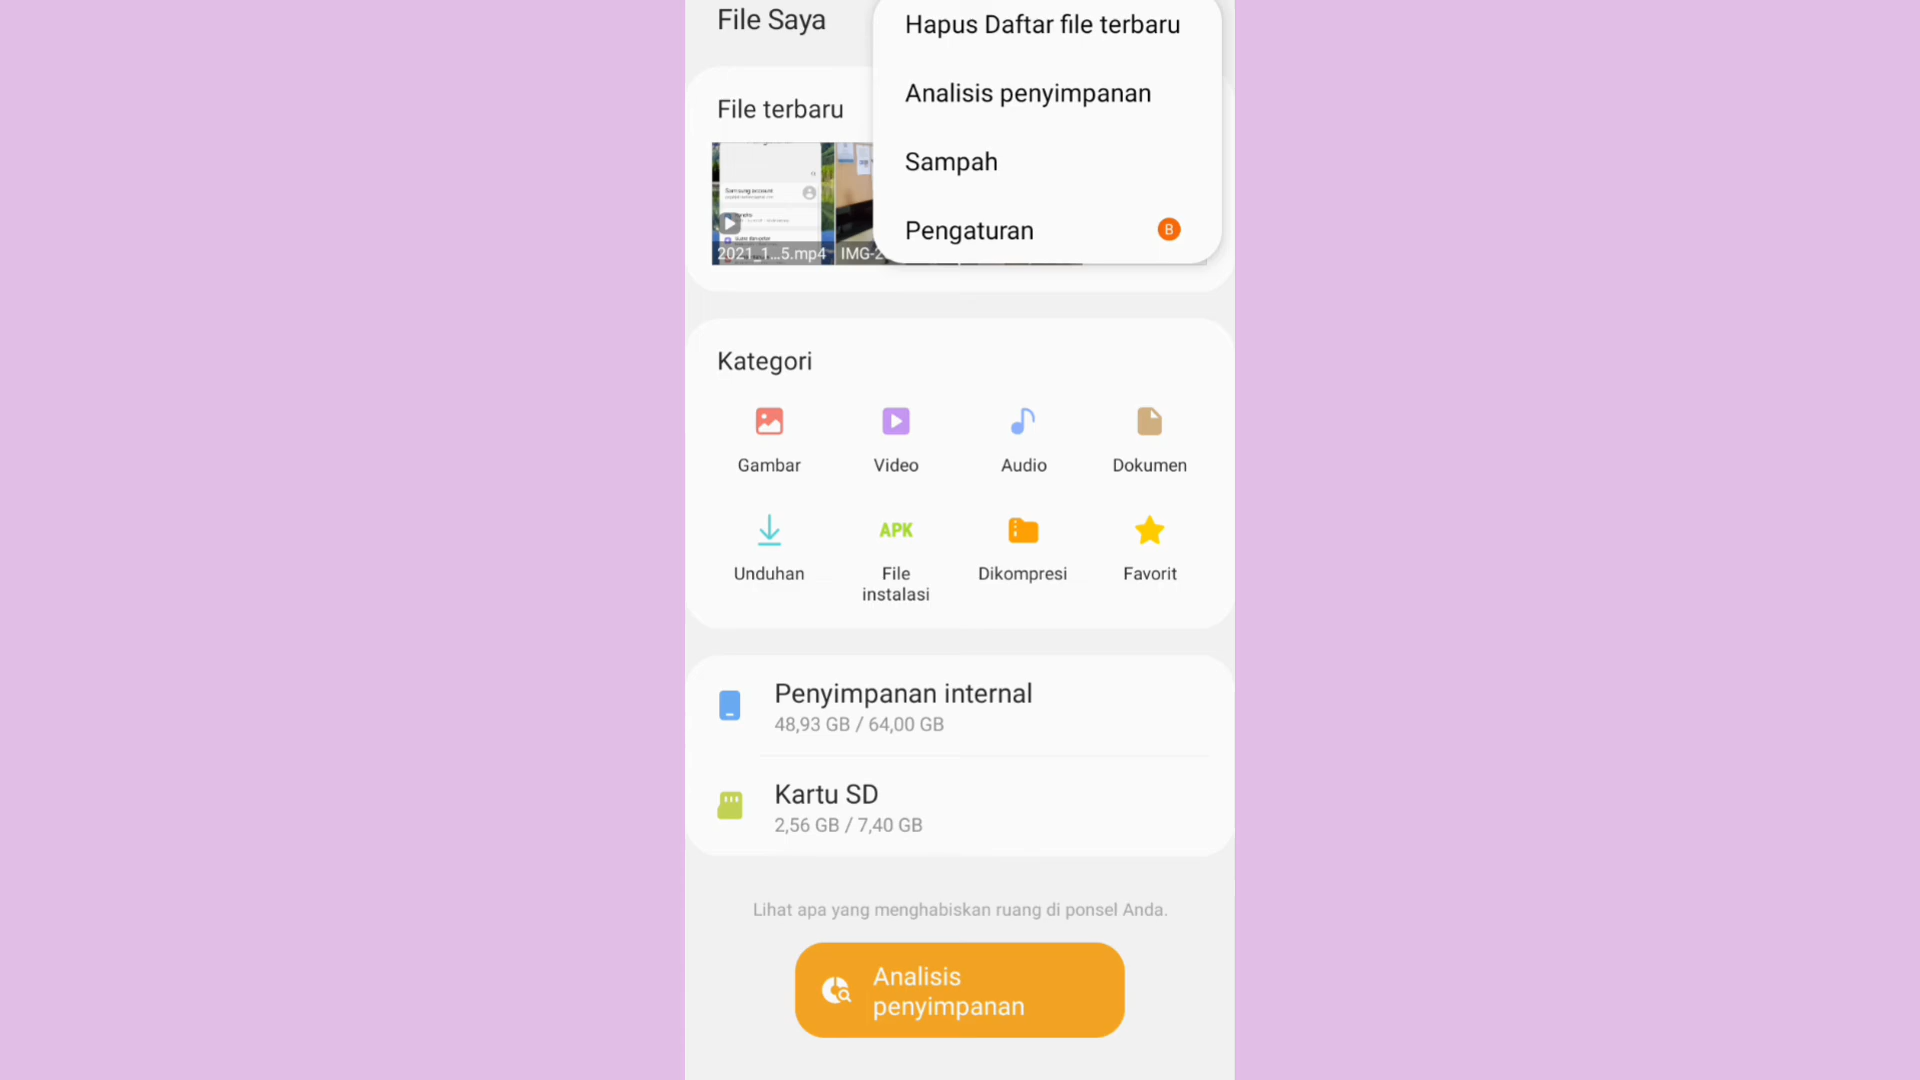 File Saya
Hapus Daftar file terbaru
Analisis penyimpanan
Sampah
Pengaturan
B
File terbaru
Samsung account
2021_1...5.mp4
IMG-2
Kategori
Gambar
Video
Audio
Dokumen
Unduhan
APK
File
instalasi
Dikompresi
Favorit
Penyimpanan internal
48,93 GB / 64,00 GB
Kartu SD
2,56 GB / 7,40 GB
Lihat apa yang menghabiskan ruang di ponsel Anda.
Analisis
penyimpanan